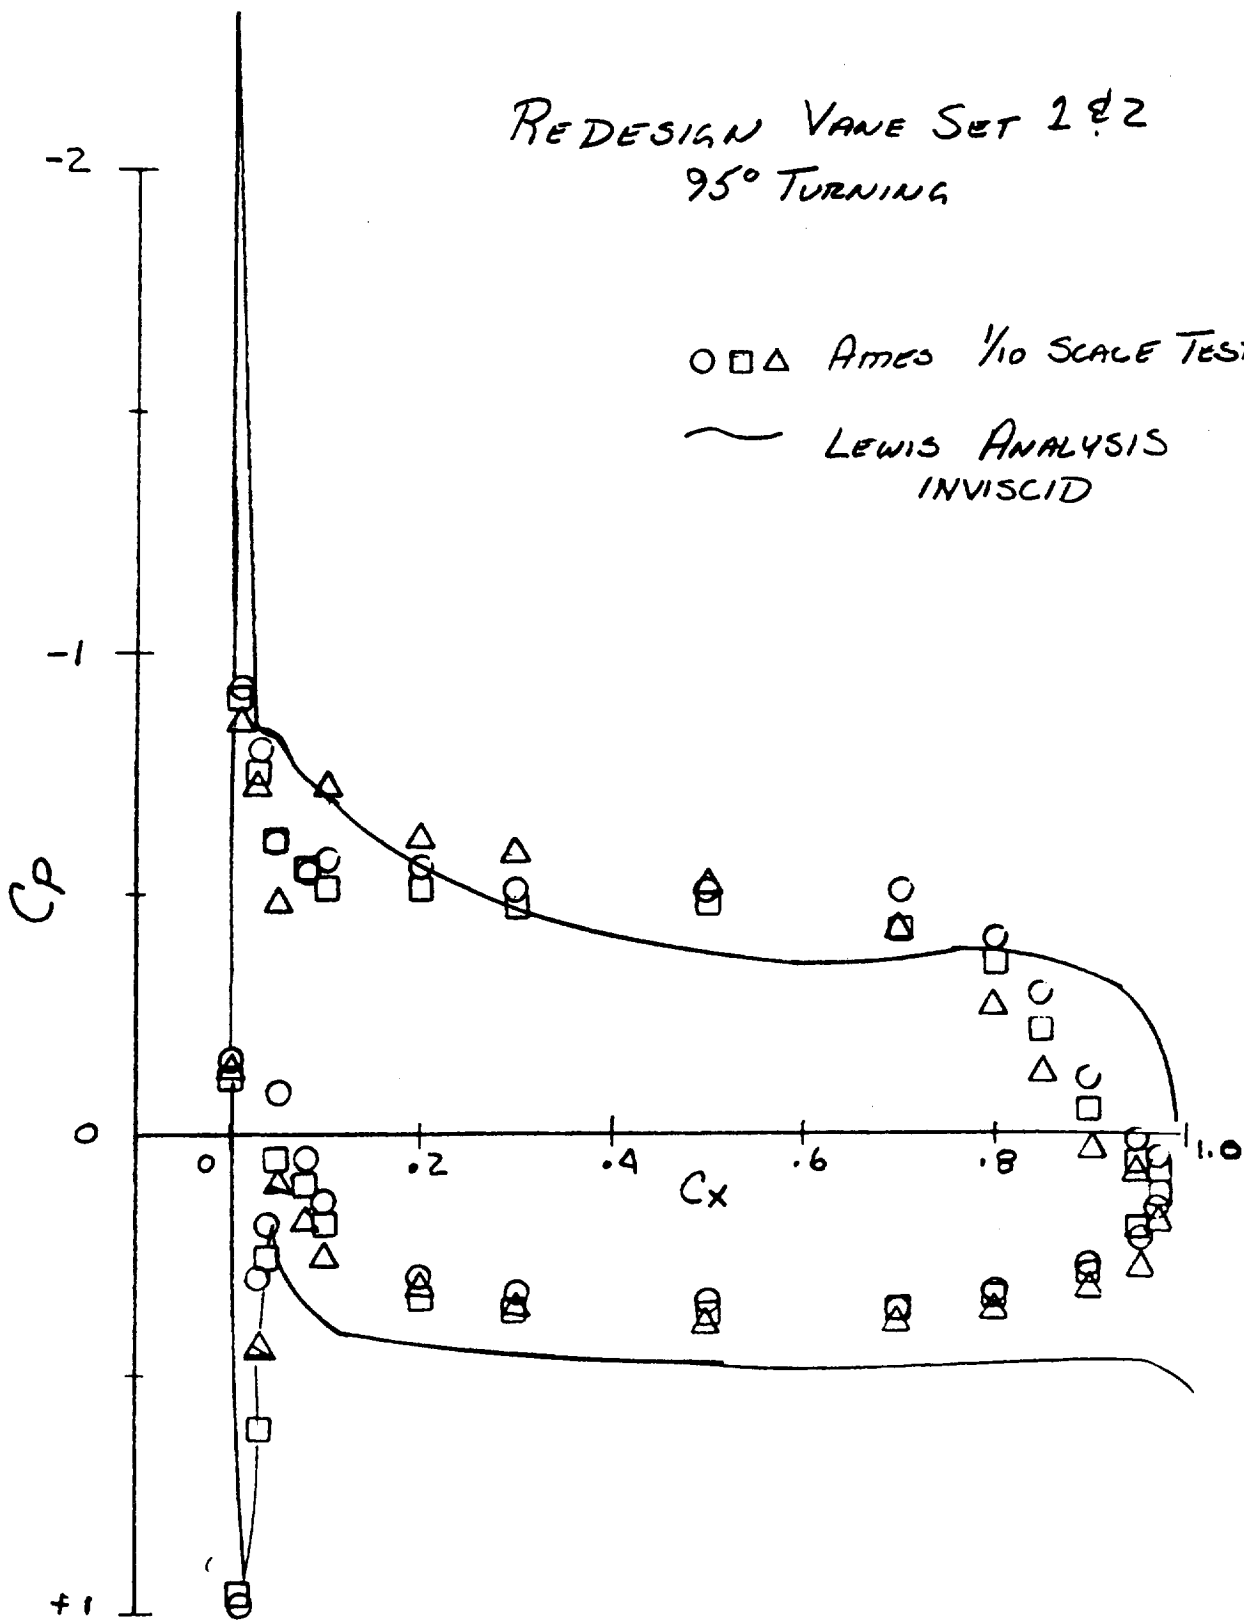 REDESIGN VANE SET 1 & 2
95° TURNING
-2
○ □ △ AMES 1/10 SCALE TEST
LEWIS ANALYSIS
INVISCID
-1
Cp
0
0 .2 .4 .6 .8 1.0
Cx
+1